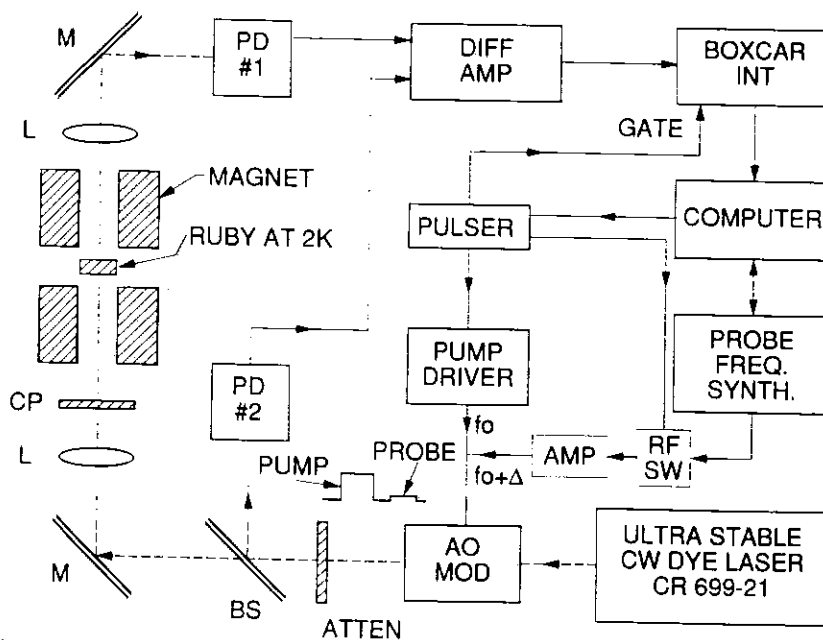 M
PD
#1
DIFF
AMP
BOXCAR
INT
L
GATE
MAGNET
PULSER
COMPUTER
RUBY AT 2K
PUMP
DRIVER
PROBE
FREQ.
SYNTH.
PD
#2
CP
fo
L
PUMP
PROBE
fo+Δ
AMP
RF
SW
M
BS
ATTEN
AO
MOD
ULTRA STABLE
CW DYE LASER
CR 699-21